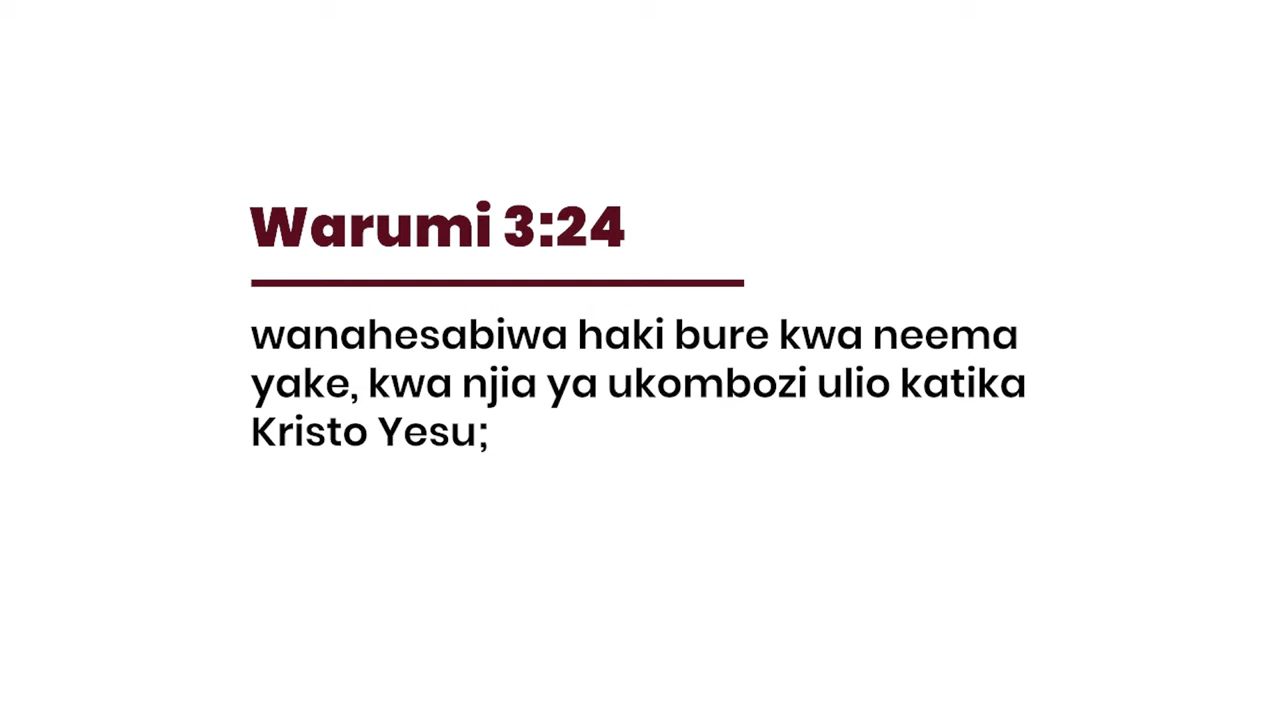 Warumi 3:24
wanahesabiwa haki bure kwa neema
yake, kwa njia ya ukombozi ulio katika
Kristo Yesu;